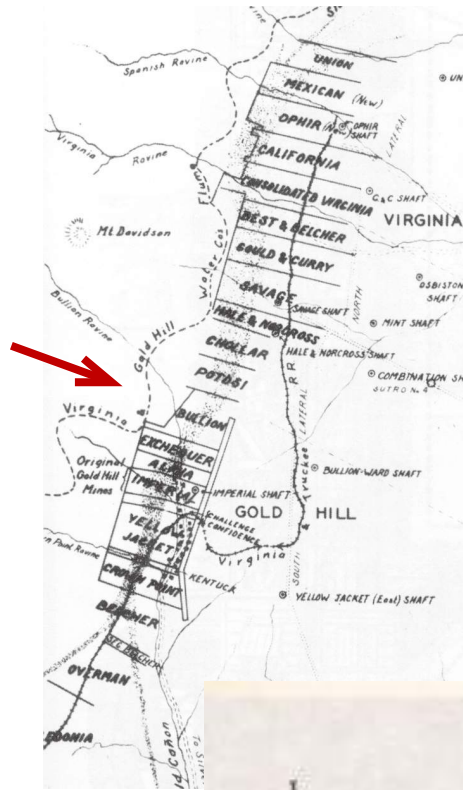 UNION
Spanish Ravine
MEXICAN (New)
OPHIR (New)
OPHIR SHAFT
LATERAL
CALIFORNIA
Virginia Ravine
CONSOLIDATED VIRGINIA
C.& C SHAFT
VIRGINIA
Flume
BEST & BELCHER
Mt Davidson
GOULD & CURRY
Water Co's
SAVAGE
SAVAGE SHAFT
NORTH
MINT SHAFT
HALE & NORCROSS
HALE & NORCROSS SHAFT
Bullion Ravine
Gold Hill
CHOLLAR
POTOSI
SUTRO No. 4
R R
LATERAL
Virginia &
BULLION
EXCHEQUER
ALPHA
Original
Gold Hill
Mines
IMPERIAL
IMPERIAL SHAFT
BULLION-WARD SHAFT
Truckee
GOLD HILL
CHALLENGE
CONFIDENCE
YELLOW
JACKET
Virginia &
SOUTH
CROWN POINT
KENTUCK
YELLOW JACKET (East) SHAFT
BELCHER
SEG BELCHER
OVERMAN
Cañon